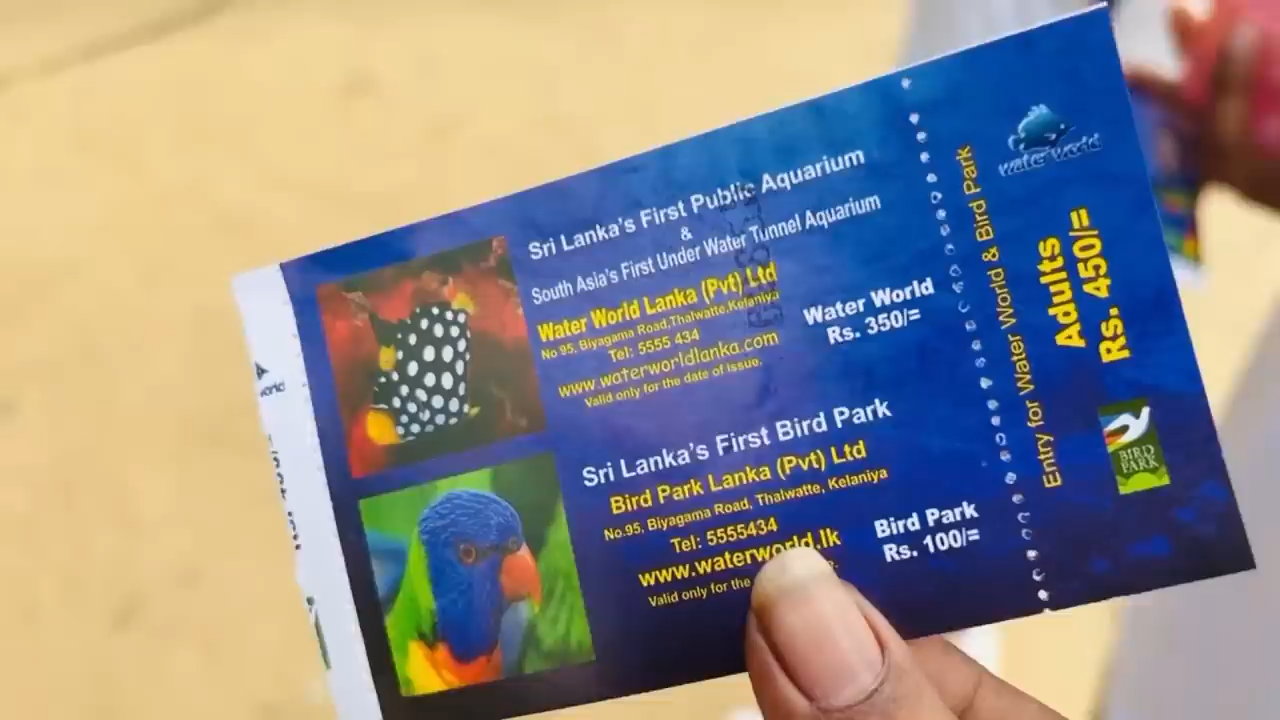 Sri Lanka's First Public Aquarium
&
South Asia's First Under Water Tunnel Aquarium
Water World Lanka (Pvt) Ltd
No 95, Biyagama Road,Thalwatte,Kelaniya
Tel: 5555 434
www.waterworldlanka.com
Valid only for the date of issue.
Water World
Rs. 350/=
Sri Lanka's First Bird Park
Bird Park Lanka (Pvt) Ltd
No.95, Biyagama Road, Thalwatte, Kelaniya
Tel: 5555434
www.waterworld.lk
Valid only for the
Bird Park
Rs. 100/=
Entry for Water World & Bird Park
Adults
Rs. 450/=
water world
BIRD
PARK